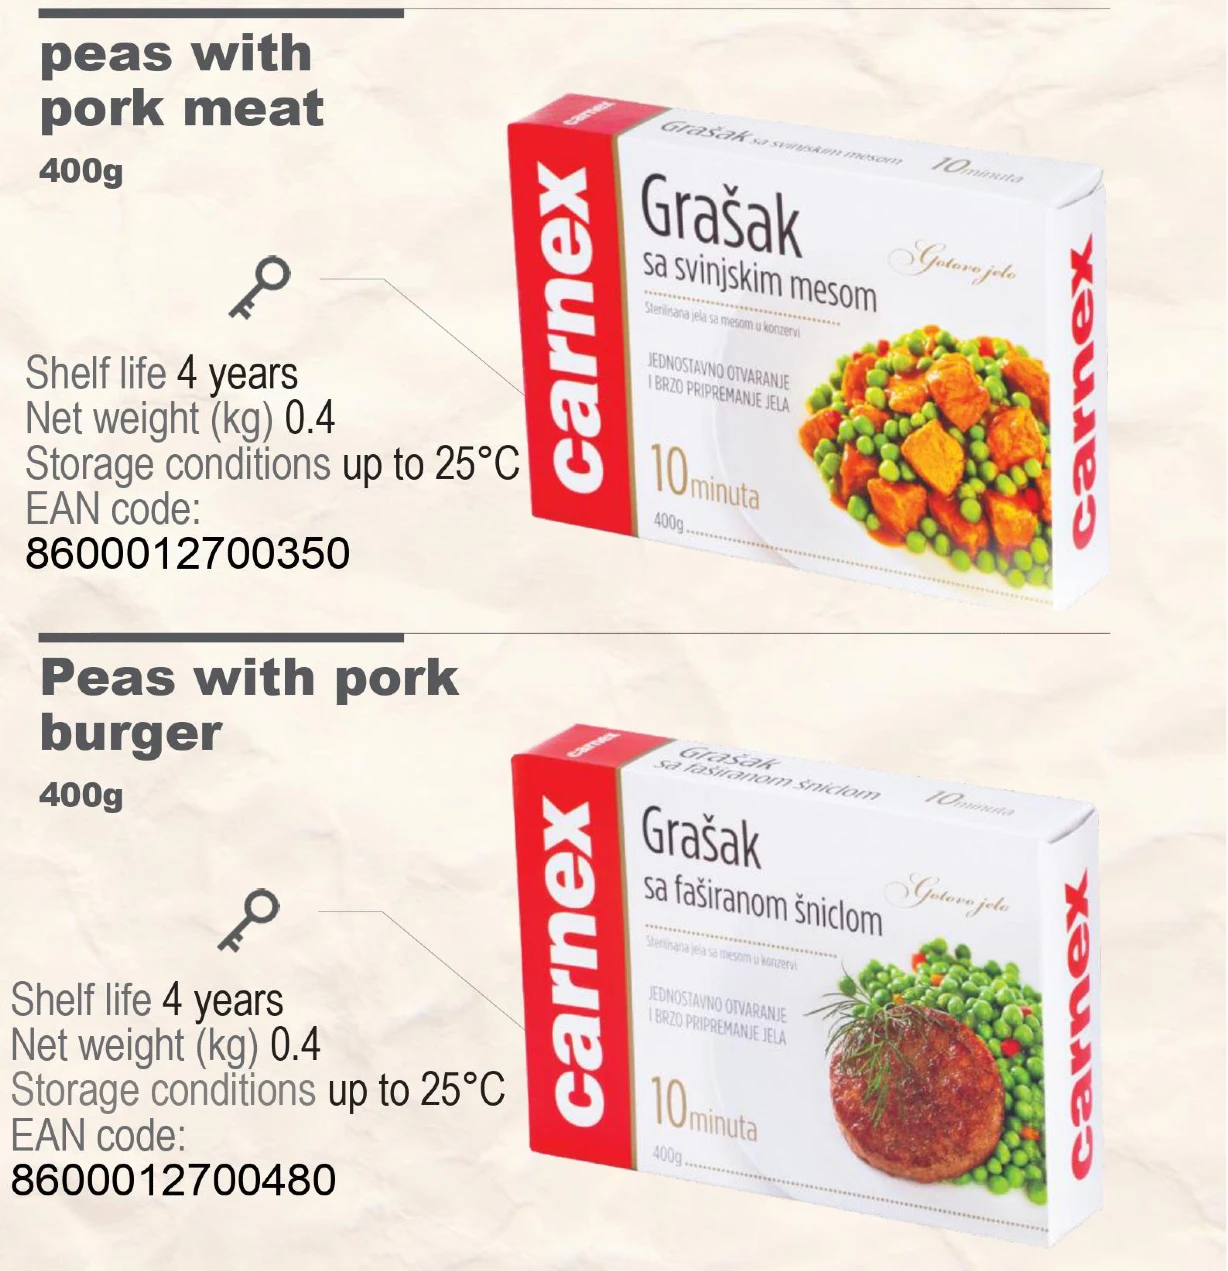 peas with
pork meat
400g
Shelf life 4 years
Net weight (kg) 0.4
Storage conditions up to 25°C
EAN code:
8600012700350
carnex
Grašak sa svinjskim mesom 10 minuta
carnex
Grašak
sa svinjskim mesom
Gotovo jelo
Sterilisana jela sa mesom u konzervi
JEDNOSTAVNO OTVARANJE
I BRZO PRIPREMANJE JELA
10 minuta
400g
carnex
Peas with pork
burger
400g
Shelf life 4 years
Net weight (kg) 0.4
Storage conditions up to 25°C
EAN code:
8600012700480
carnex
Grašak
sa faširanom šniclom 10 minuta
carnex
Grašak
sa faširanom šniclom
Gotovo jelo
Sterilisana jela sa mesom u konzervi
JEDNOSTAVNO OTVARANJE
I BRZO PRIPREMANJE JELA
10 minuta
400g
carnex